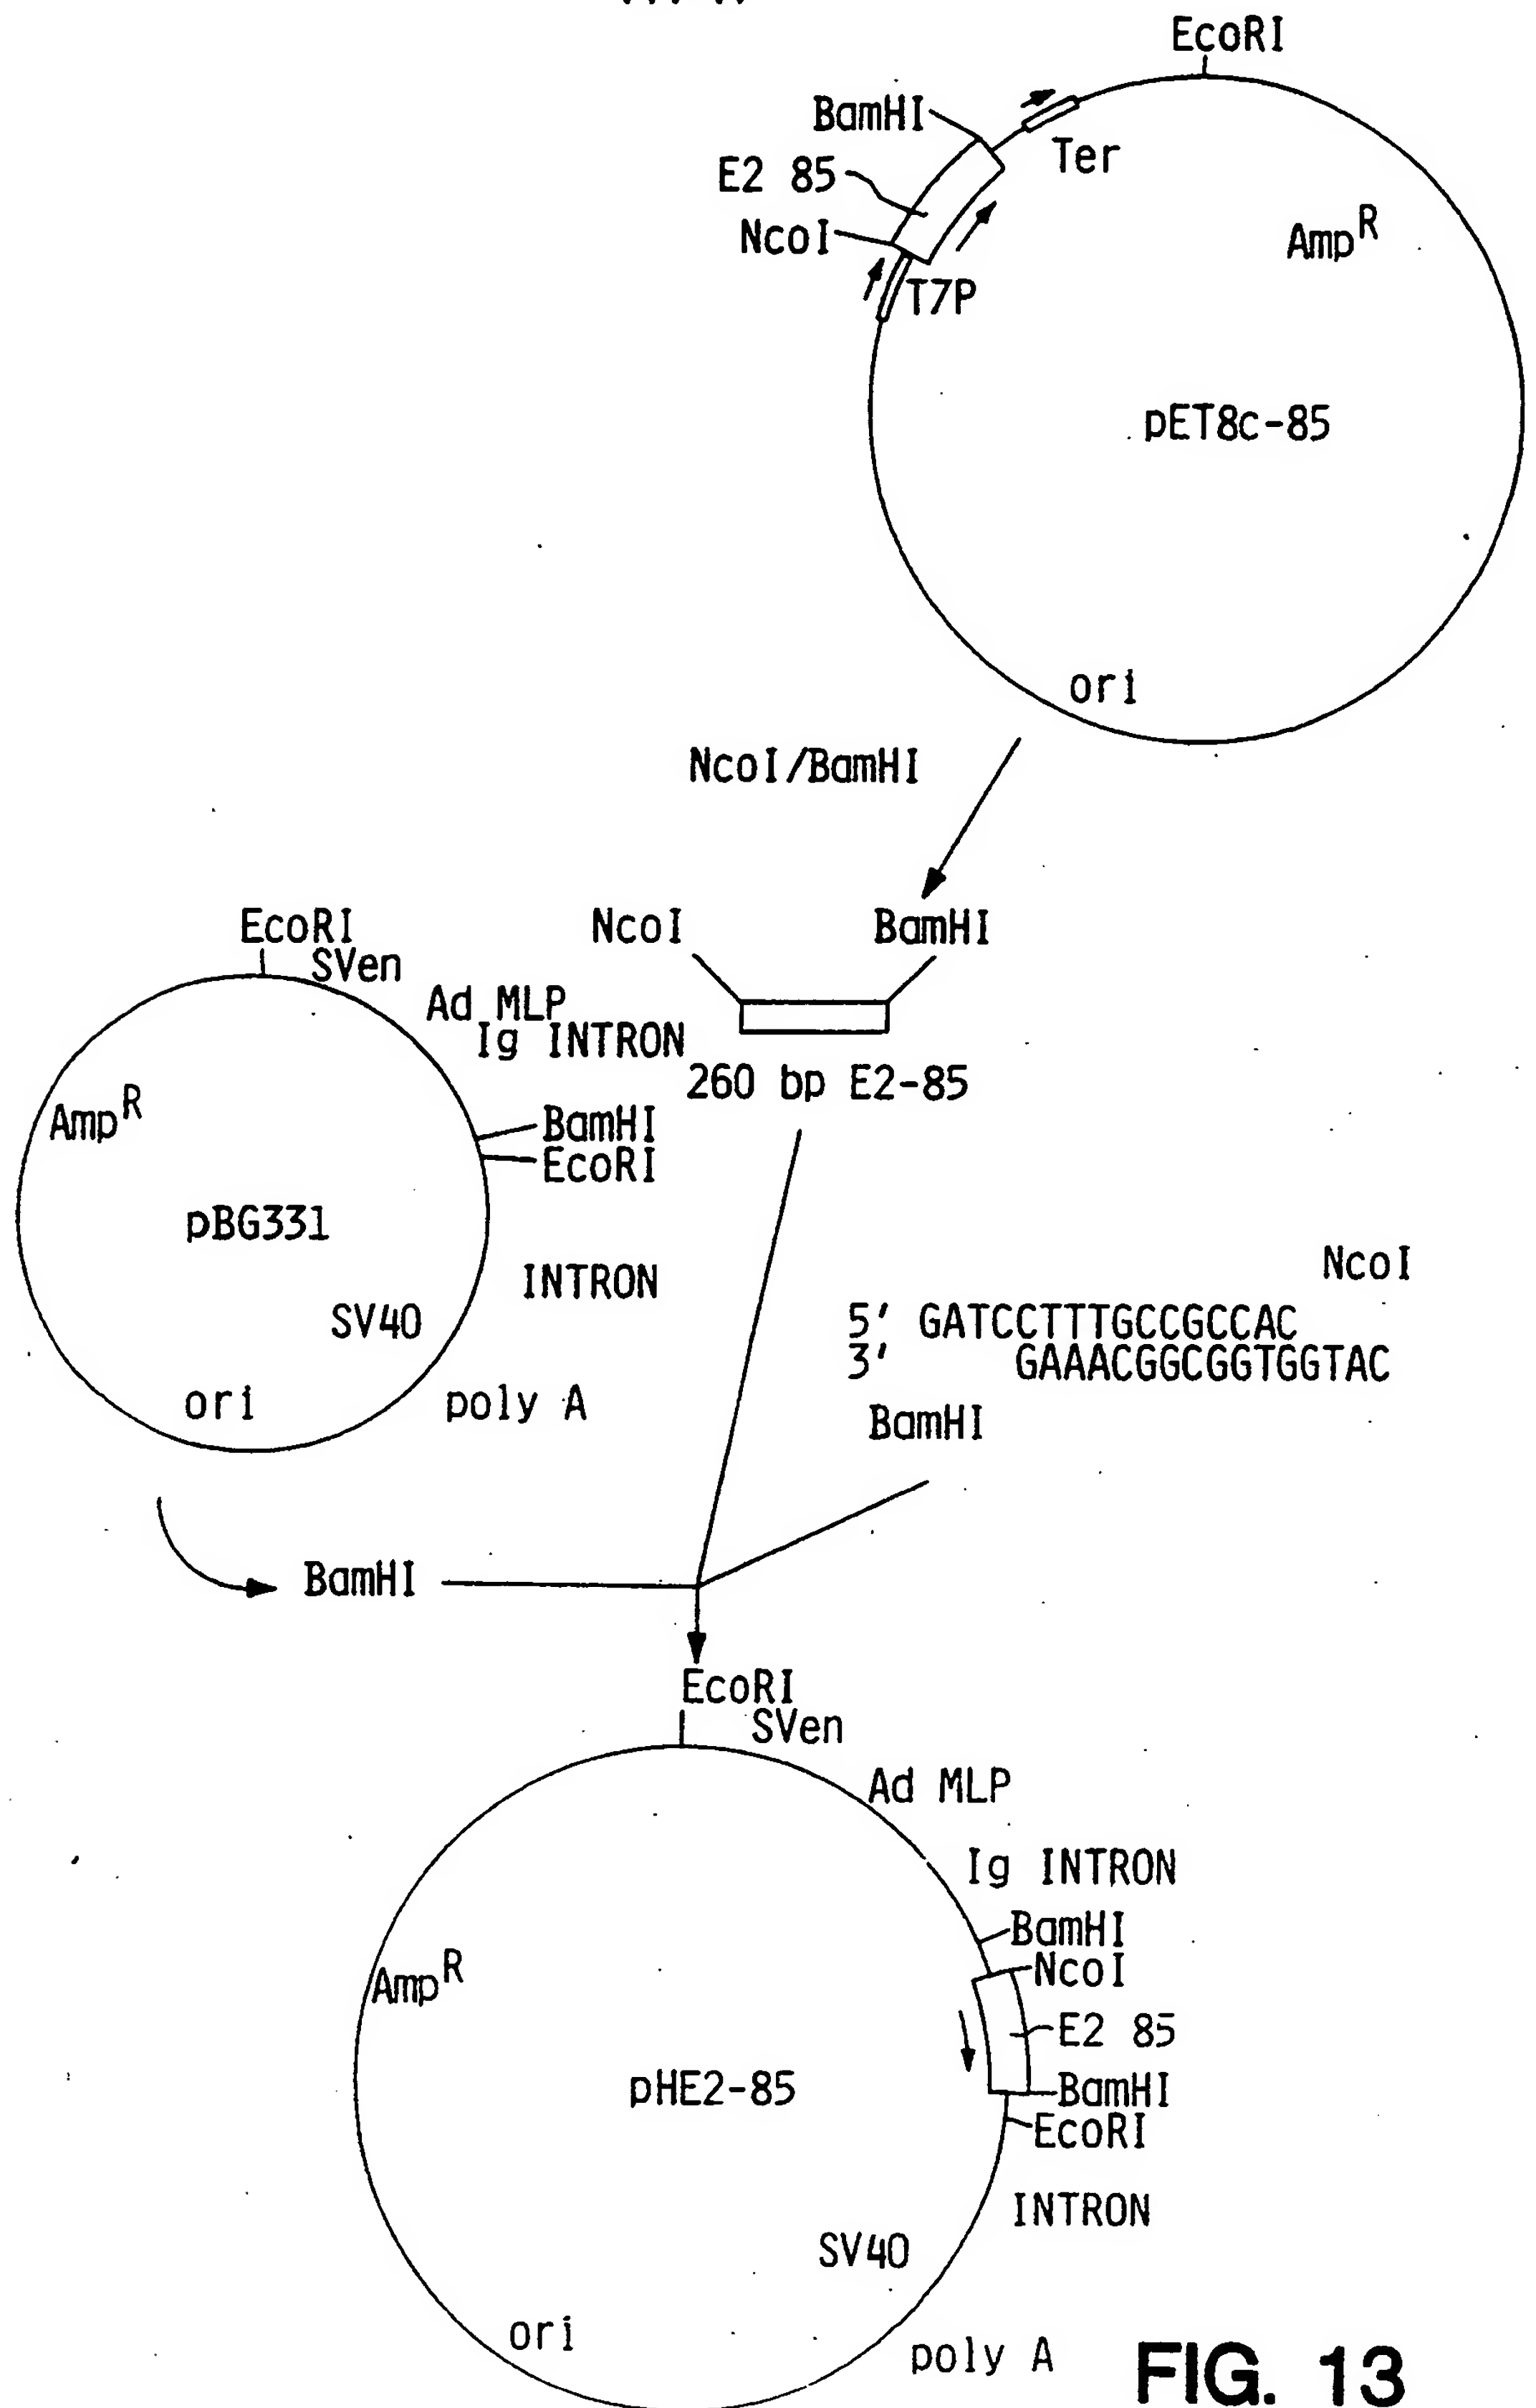 EcoRI
BamHI
Ter
E2 85
NcoI
Amp^R
T7P
pET8c-85
ori
NcoI/BamHI
NcoI
BamHI
260 bp E2-85
EcoRI
SVen
Ad MLP
Ig INTRON
Amp^R
BamHI
EcoRI
pBG331
INTRON
SV40
ori
poly A
NcoI
5' GATCCTTTGCCGCCAC
3' GAAACGGCGGTGGTAC
BamHI
BamHI
EcoRI
SVen
Ad MLP
Ig INTRON
BamHI
NcoI
Amp^R
E2 85
pHE2-85
BamHI
EcoRI
INTRON
SV40
ori
poly A
FIG. 13